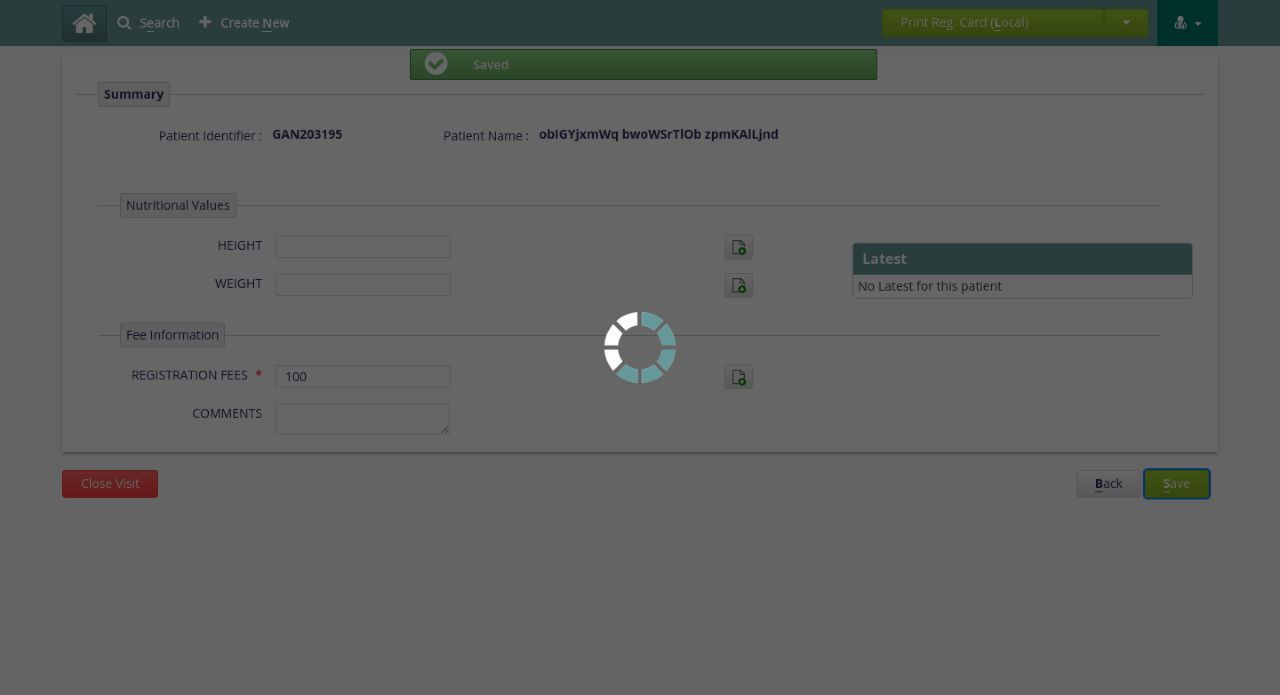 Search
Create New
Print Reg. Card (Local)
Saved
Summary
Patient Identifier : GAN203195 Patient Name : obIGYjxmWq bwoWSrTlOb zpmKAlLjnd
Nutritional Values
HEIGHT
Latest
WEIGHT
No Latest for this patient
Fee Information
REGISTRATION FEES * 100
COMMENTS
Close Visit
Back
Save